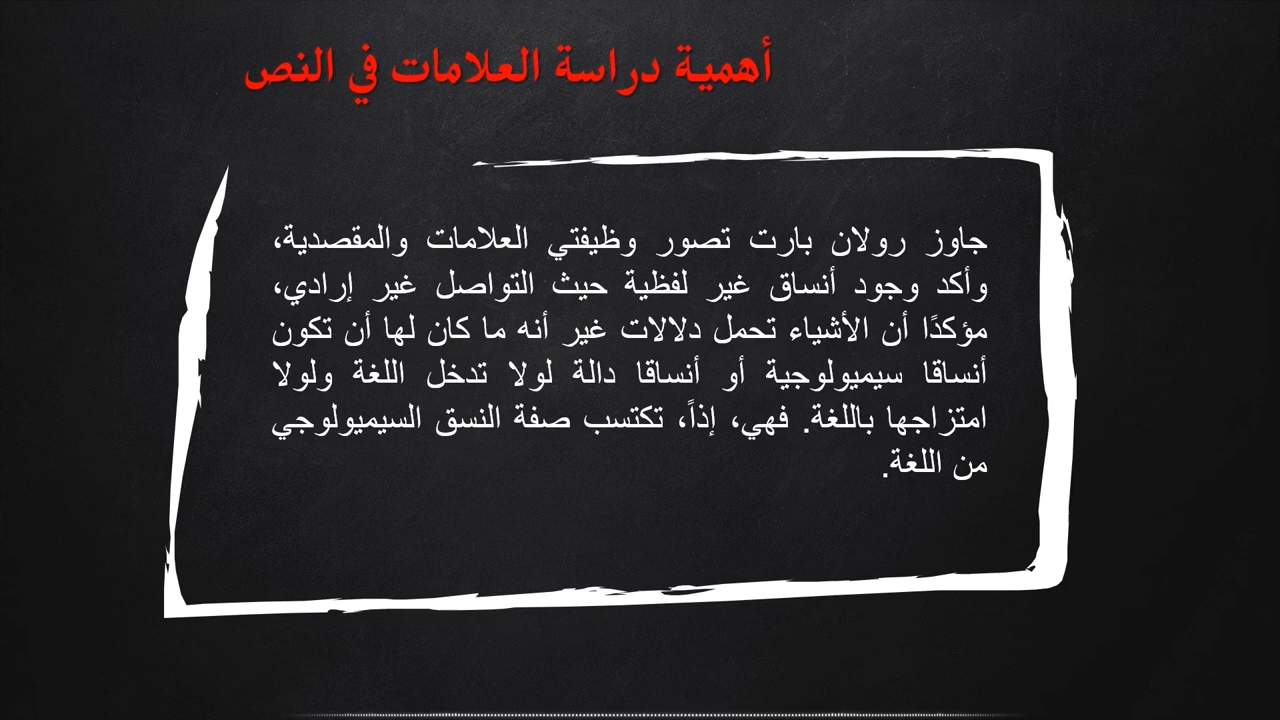 أهمية دراسة العلامات في النص
جاوز رولان بارت تصور وظيفتي العلامات والمقصدية،
وأكد وجود أنساق غير لفظية حيث التواصل غير إرادي،
مؤكدًا أن الأشياء تحمل دلالات غير أنه ما كان لها أن تكون
أنساقا سيميولوجية أو أنساقا دالة لولا تدخل اللغة ولولا
امتزاجها باللغة. فهي، إذاً، تكتسب صفة النسق السيميولوجي
من اللغة.